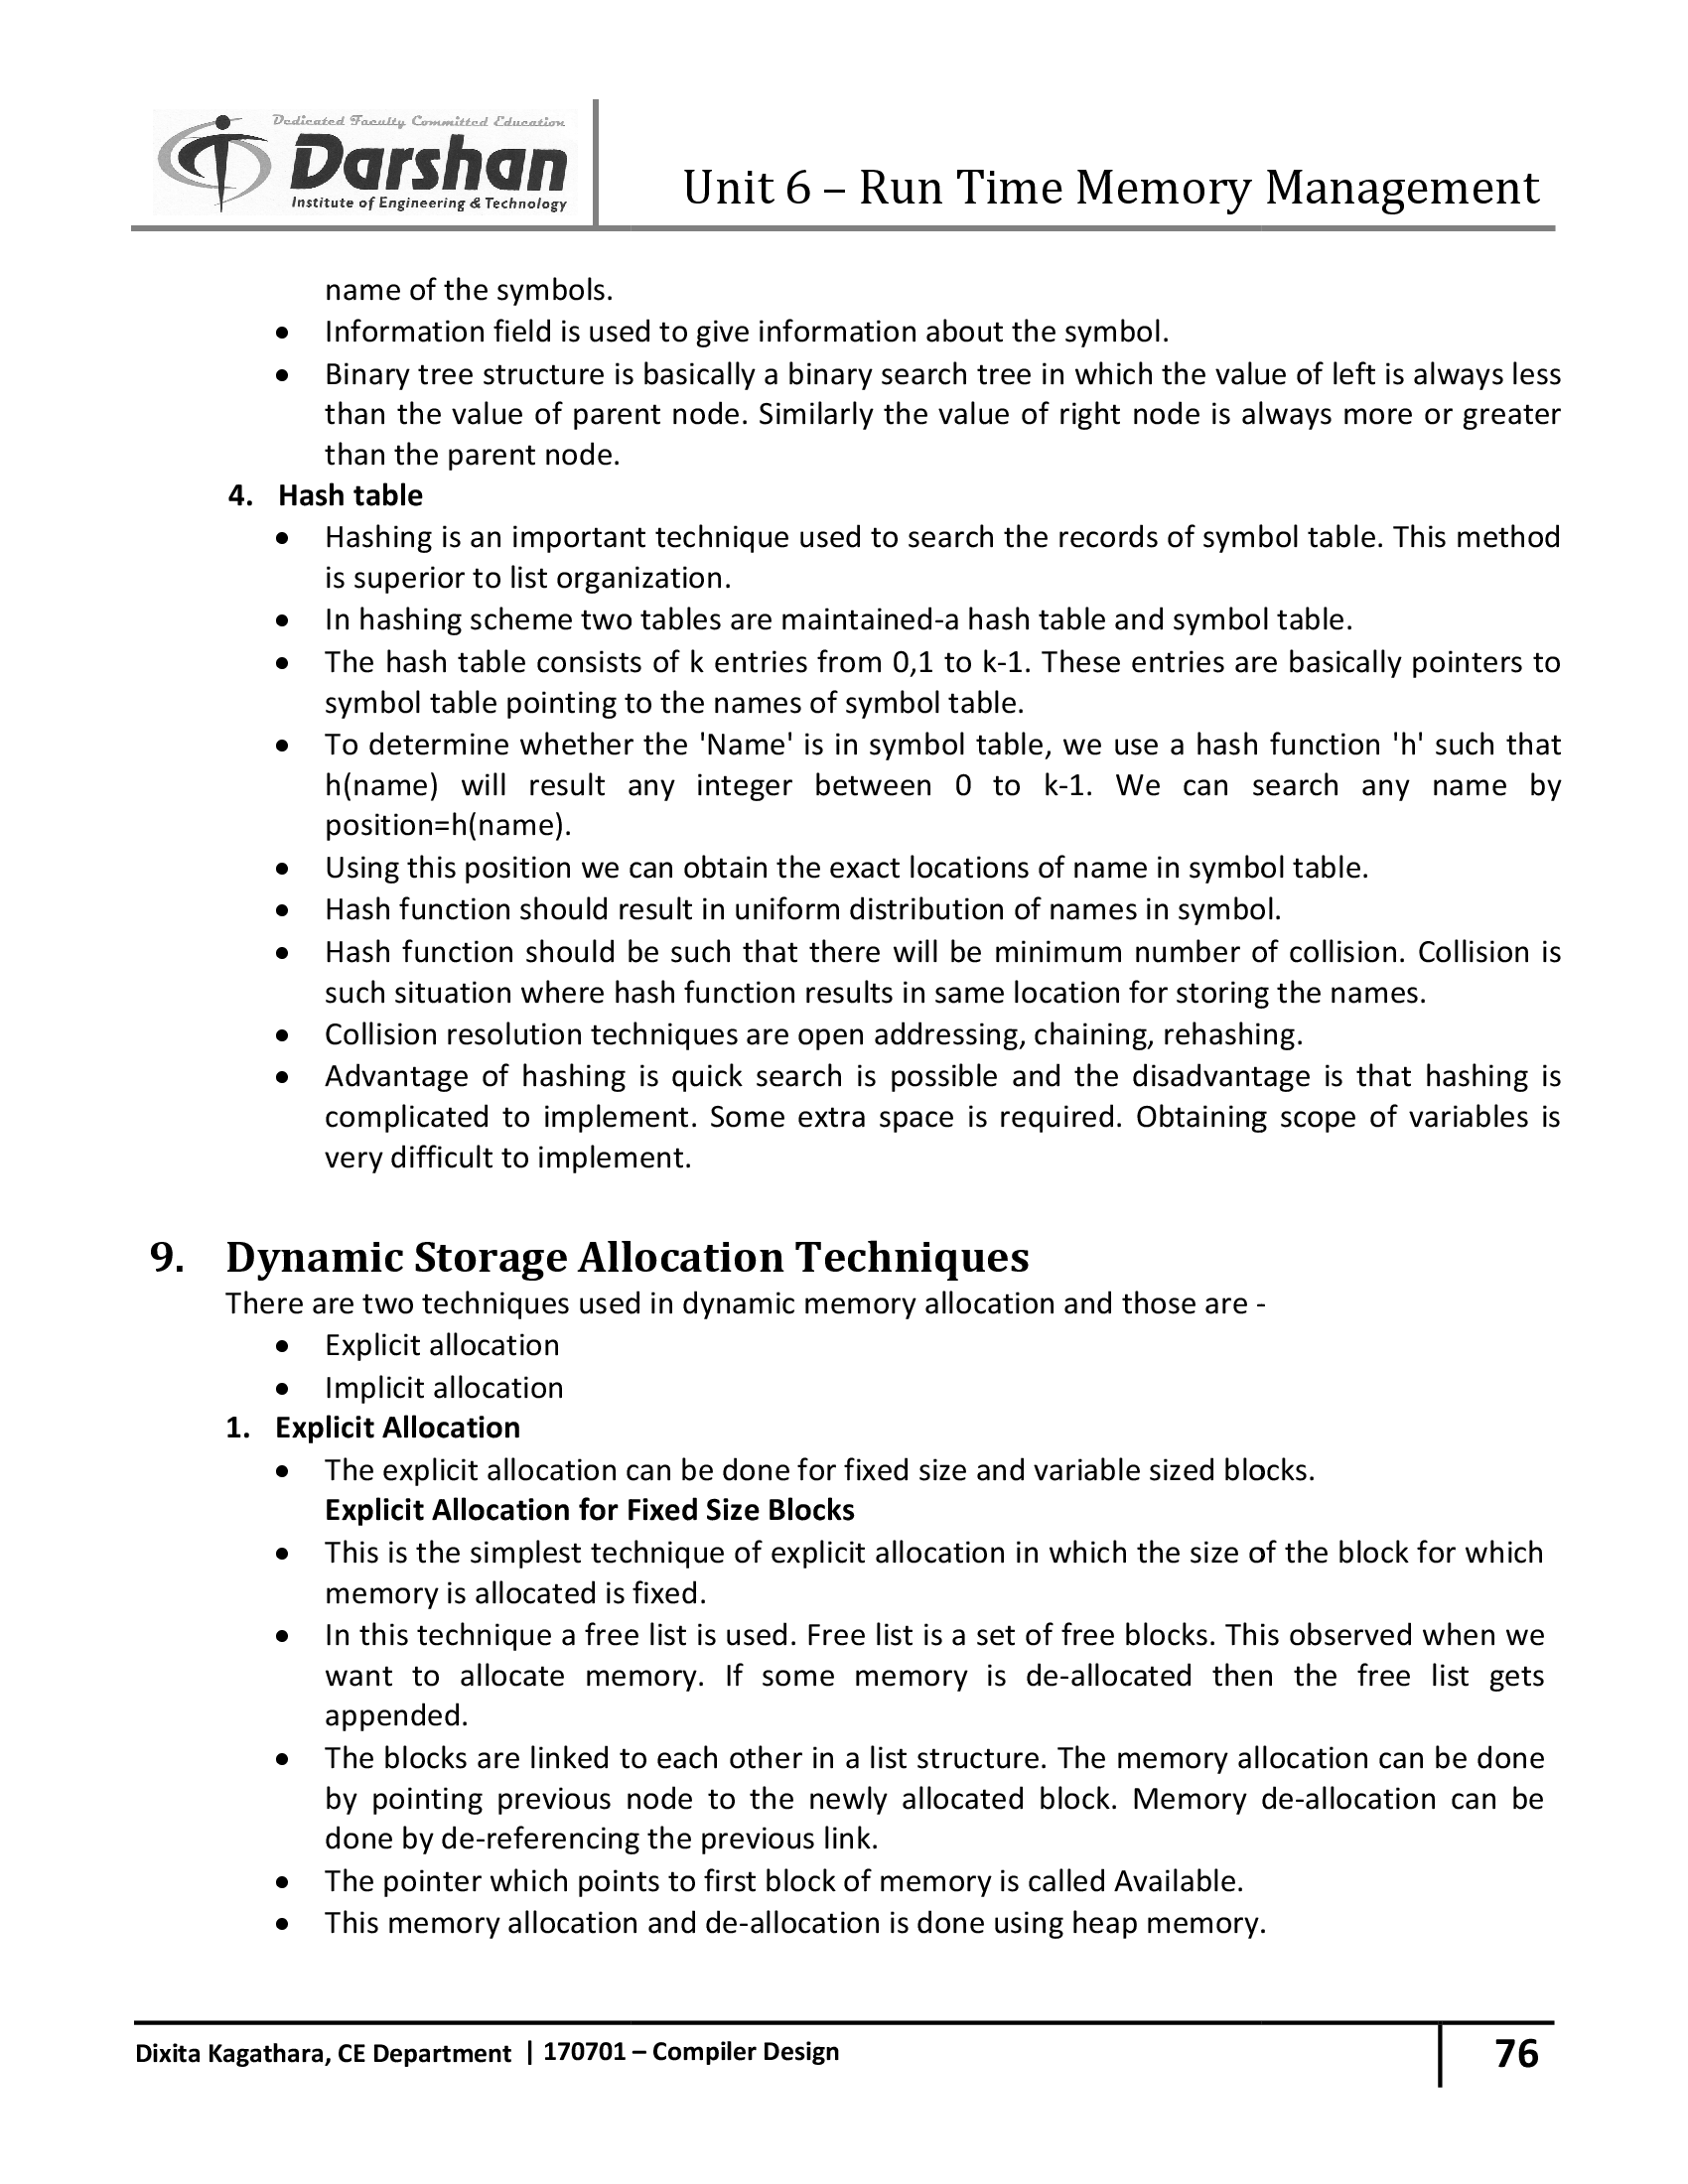 Dedicated Faculty Committed Education
Darshan
Institute of Engineering & Technology
Unit 6 – Run Time Memory Management
name of the symbols.
• Information field is used to give information about the symbol.
• Binary tree structure is basically a binary search tree in which the value of left is always less
than the value of parent node. Similarly the value of right node is always more or greater
than the parent node.
4. Hash table
• Hashing is an important technique used to search the records of symbol table. This method
is superior to list organization.
• In hashing scheme two tables are maintained-a hash table and symbol table.
• The hash table consists of k entries from 0,1 to k-1. These entries are basically pointers to
symbol table pointing to the names of symbol table.
• To determine whether the 'Name' is in symbol table, we use a hash function 'h' such that
h(name) will result any integer between 0 to k-1. We can search any name by
position=h(name).
• Using this position we can obtain the exact locations of name in symbol table.
• Hash function should result in uniform distribution of names in symbol.
• Hash function should be such that there will be minimum number of collision. Collision is
such situation where hash function results in same location for storing the names.
• Collision resolution techniques are open addressing, chaining, rehashing.
• Advantage of hashing is quick search is possible and the disadvantage is that hashing is
complicated to implement. Some extra space is required. Obtaining scope of variables is
very difficult to implement.
9. Dynamic Storage Allocation Techniques
There are two techniques used in dynamic memory allocation and those are -
• Explicit allocation
• Implicit allocation
1. Explicit Allocation
• The explicit allocation can be done for fixed size and variable sized blocks.
Explicit Allocation for Fixed Size Blocks
• This is the simplest technique of explicit allocation in which the size of the block for which
memory is allocated is fixed.
• In this technique a free list is used. Free list is a set of free blocks. This observed when we
want to allocate memory. If some memory is de-allocated then the free list gets
appended.
• The blocks are linked to each other in a list structure. The memory allocation can be done
by pointing previous node to the newly allocated block. Memory de-allocation can be
done by de-referencing the previous link.
• The pointer which points to first block of memory is called Available.
• This memory allocation and de-allocation is done using heap memory.
Dixita Kagathara, CE Department | 170701 – Compiler Design
76